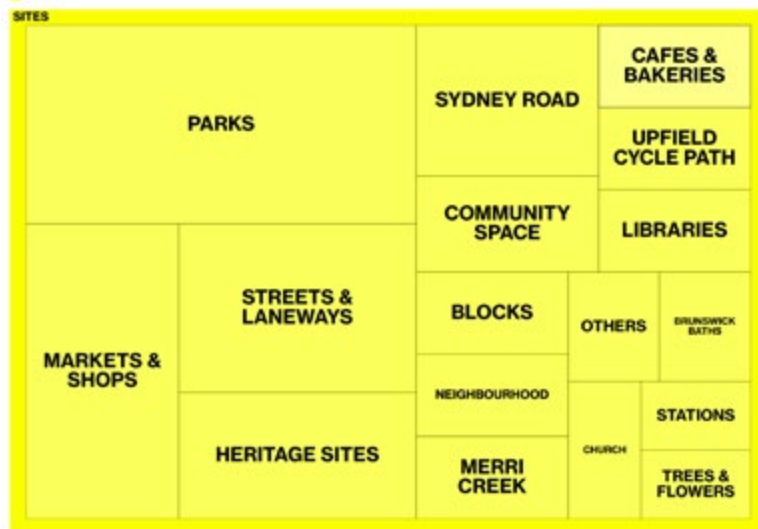 SITES
PARKS
SYDNEY ROAD
CAFES &
BAKERIES
UPFIELD
CYCLE PATH
COMMUNITY
SPACE
LIBRARIES
MARKETS &
SHOPS
STREETS &
LANEWAYS
HERITAGE SITES
BLOCKS
OTHERS
BRUNSWICK
BATHS
NEIGHBOURHOOD
MERRI
CREEK
CHURCH
STATIONS
TREES &
FLOWERS